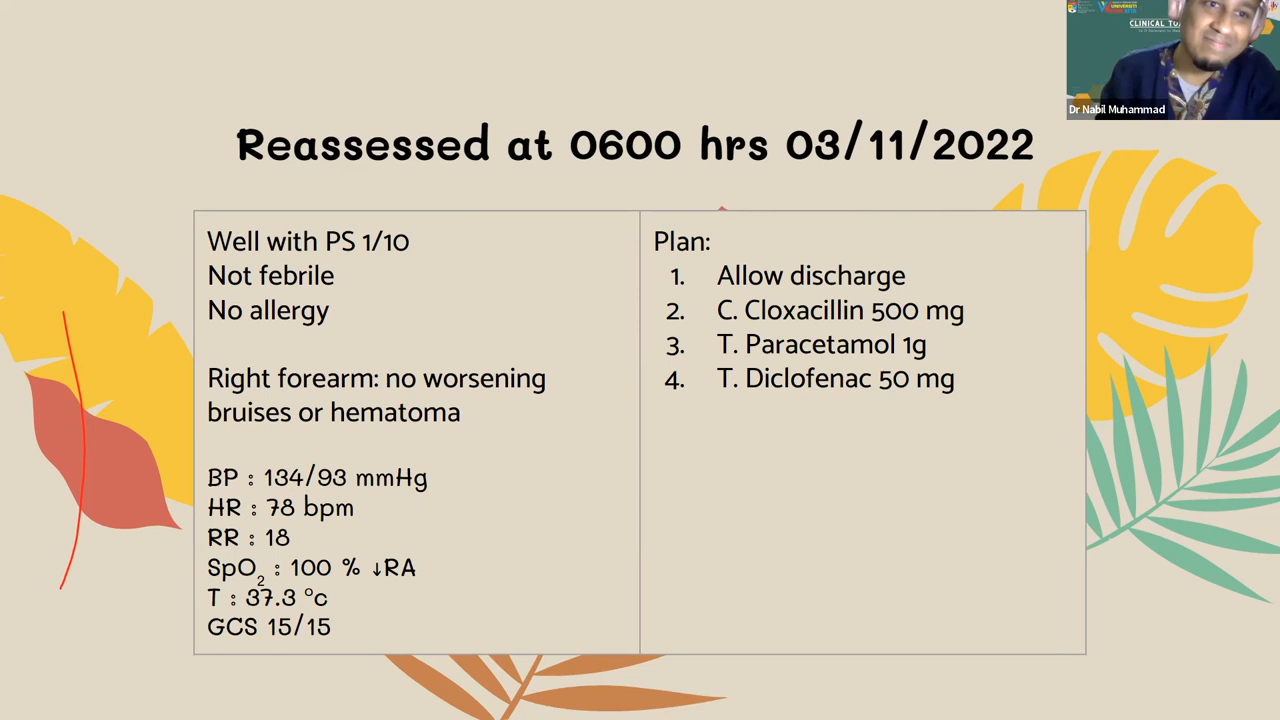 UNIVERSITI
CLINICAL
Dr Nabil Muhammad
Reassessed at 0600 hrs 03/11/2022
Well with PS 1/10
Not febrile
No allergy
Right forearm: no worsening
bruises or hematoma
BP : 134/93 mmHg
HR : 78 bpm
RR : 18
SpO2 : 100 % ↓RA
T : 37.3 °c
GCS 15/15
Plan:
1. Allow discharge
2. C. Cloxacillin 500 mg
3. T. Paracetamol 1g
4. T. Diclofenac 50 mg